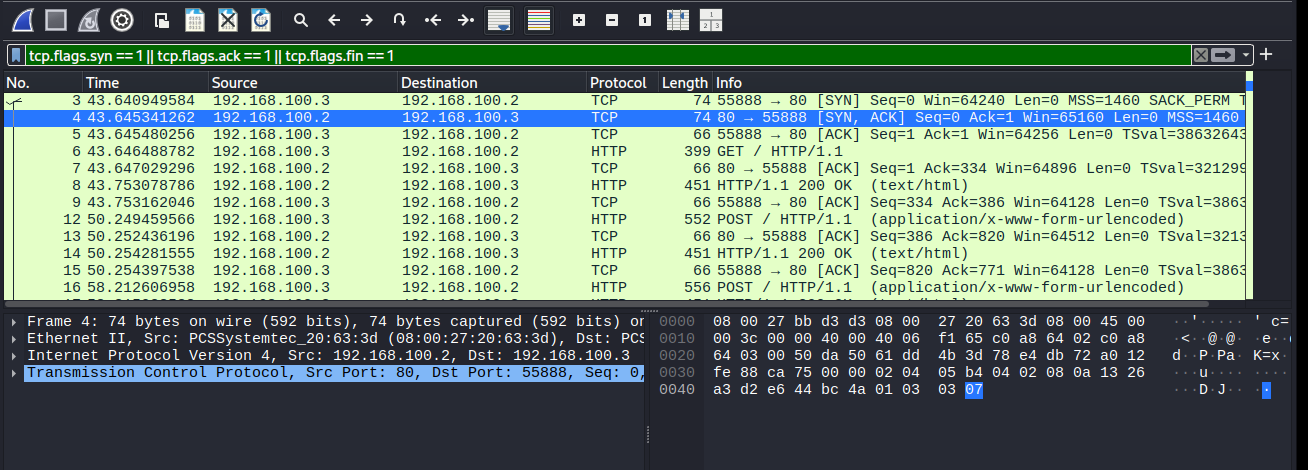 tcp.flags.syn == 1 || tcp.flags.ack == 1 || tcp.flags.fin == 1
No. Time Source Destination Protocol Length Info
3 43.640949584 192.168.100.3 192.168.100.2 TCP 74 55888 → 80 [SYN] Seq=0 Win=64240 Len=0 MSS=1460 SACK_PERM T
4 43.645341262 192.168.100.2 192.168.100.3 TCP 74 80 → 55888 [SYN, ACK] Seq=0 Ack=1 Win=65160 Len=0 MSS=1460
5 43.645480256 192.168.100.3 192.168.100.2 TCP 66 55888 → 80 [ACK] Seq=1 Ack=1 Win=64256 Len=0 TSval=38632643
6 43.646488782 192.168.100.3 192.168.100.2 HTTP 399 GET / HTTP/1.1
7 43.647029296 192.168.100.2 192.168.100.3 TCP 66 80 → 55888 [ACK] Seq=1 Ack=334 Win=64896 Len=0 TSval=321299
8 43.753078786 192.168.100.2 192.168.100.3 HTTP 451 HTTP/1.1 200 OK (text/html)
9 43.753162046 192.168.100.3 192.168.100.2 TCP 66 55888 → 80 [ACK] Seq=334 Ack=386 Win=64128 Len=0 TSval=3863
12 50.249459566 192.168.100.3 192.168.100.2 HTTP 552 POST / HTTP/1.1 (application/x-www-form-urlencoded)
13 50.252436196 192.168.100.2 192.168.100.3 TCP 66 80 → 55888 [ACK] Seq=386 Ack=820 Win=64512 Len=0 TSval=3213
14 50.254281555 192.168.100.2 192.168.100.3 HTTP 451 HTTP/1.1 200 OK (text/html)
15 50.254397538 192.168.100.3 192.168.100.2 TCP 66 55888 → 80 [ACK] Seq=820 Ack=771 Win=64128 Len=0 TSval=3863
16 58.212606958 192.168.100.3 192.168.100.2 HTTP 556 POST / HTTP/1.1 (application/x-www-form-urlencoded)
Frame 4: 74 bytes on wire (592 bits), 74 bytes captured (592 bits) on
Ethernet II, Src: PCSSystemtec_20:63:3d (08:00:27:20:63:3d), Dst: PCS
Internet Protocol Version 4, Src: 192.168.100.2, Dst: 192.168.100.3
Transmission Control Protocol, Src Port: 80, Dst Port: 55888, Seq: 0,
0000 08 00 27 bb d3 d3 08 00 27 20 63 3d 08 00 45 00 ··'·····' c=
0010 00 3c 00 00 40 00 40 06 f1 65 c0 a8 64 02 c0 a8 ·<··@·@· ·e··
0020 64 03 00 50 da 50 61 dd 4b 3d 78 e4 db 72 a0 12 d··P·Pa·K=x·
0030 fe 88 ca 75 00 00 02 04 05 b4 04 02 08 0a 13 26 ···u···· ····
0040 a3 d2 e6 44 bc 4a 01 03 03 07 ···D·J·· ··